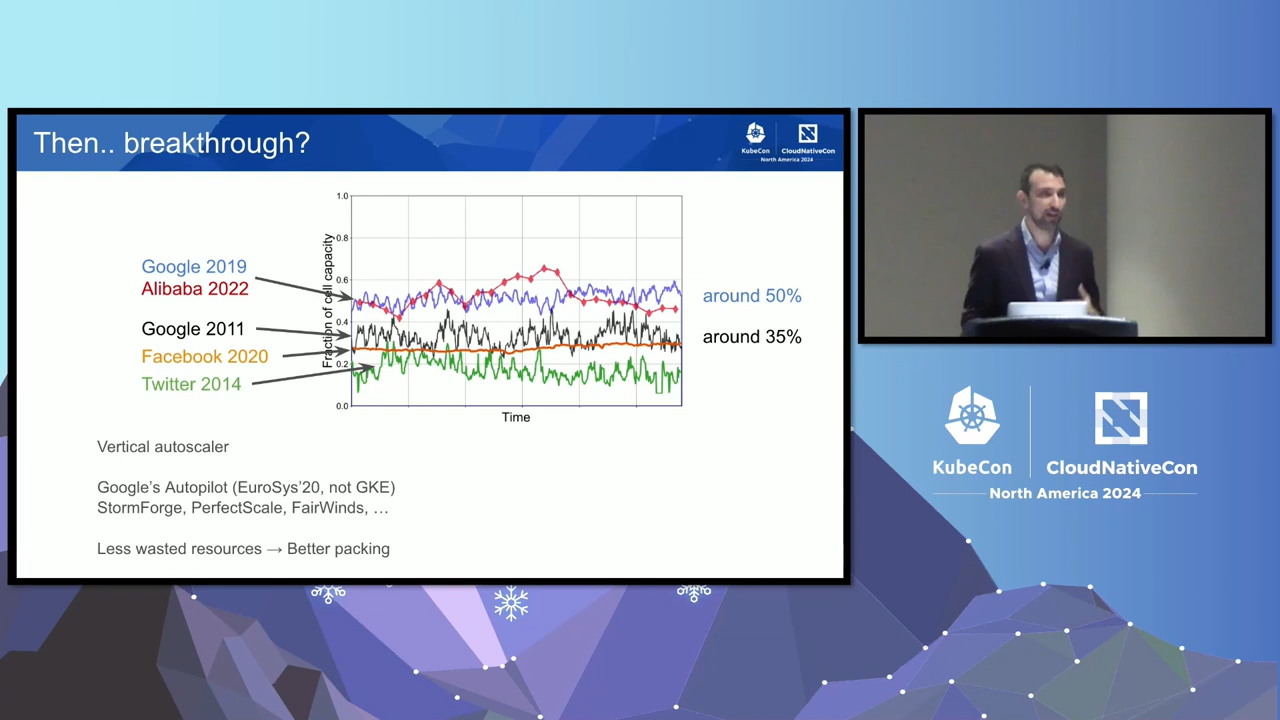 Then.. breakthrough?
KubeCon
CloudNativeCon
North America 2024
1.0
0.8
0.6
0.4
0.2
0.0
Fraction of cell capacity
Time
Google 2019
Alibaba 2022
Google 2011
Facebook 2020
Twitter 2014
around 50%
around 35%
Vertical autoscaler
Google's Autopilot (EuroSys'20, not GKE)
StormForge, PerfectScale, FairWinds, …
Less wasted resources → Better packing
KubeCon
CloudNativeCon
North America 2024